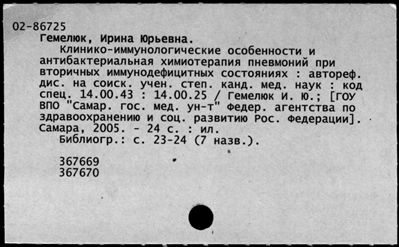 02-86725
Гемелюк, Ирина Юрьевна.
Клинико-иммунологические особенности и
антибактериальная химиотерапия пневмоний при
вторичных иммунодефицитных состояниях : автореф.
дис. на соиск. учен. степ. канд. мед. наук : код
спец. 14.00.43 : 14.00.25 / Гемелюк И. Ю.; [ГОУ
ВПО "Самар. гос. мед. ун-т" Федер. агентства по
здравоохранению и соц. развитию Рос. Федерации].
Самара, 2005. - 24 с. : ил.
Библиогр.: с. 23-24 (7 назв.).
367669
367670